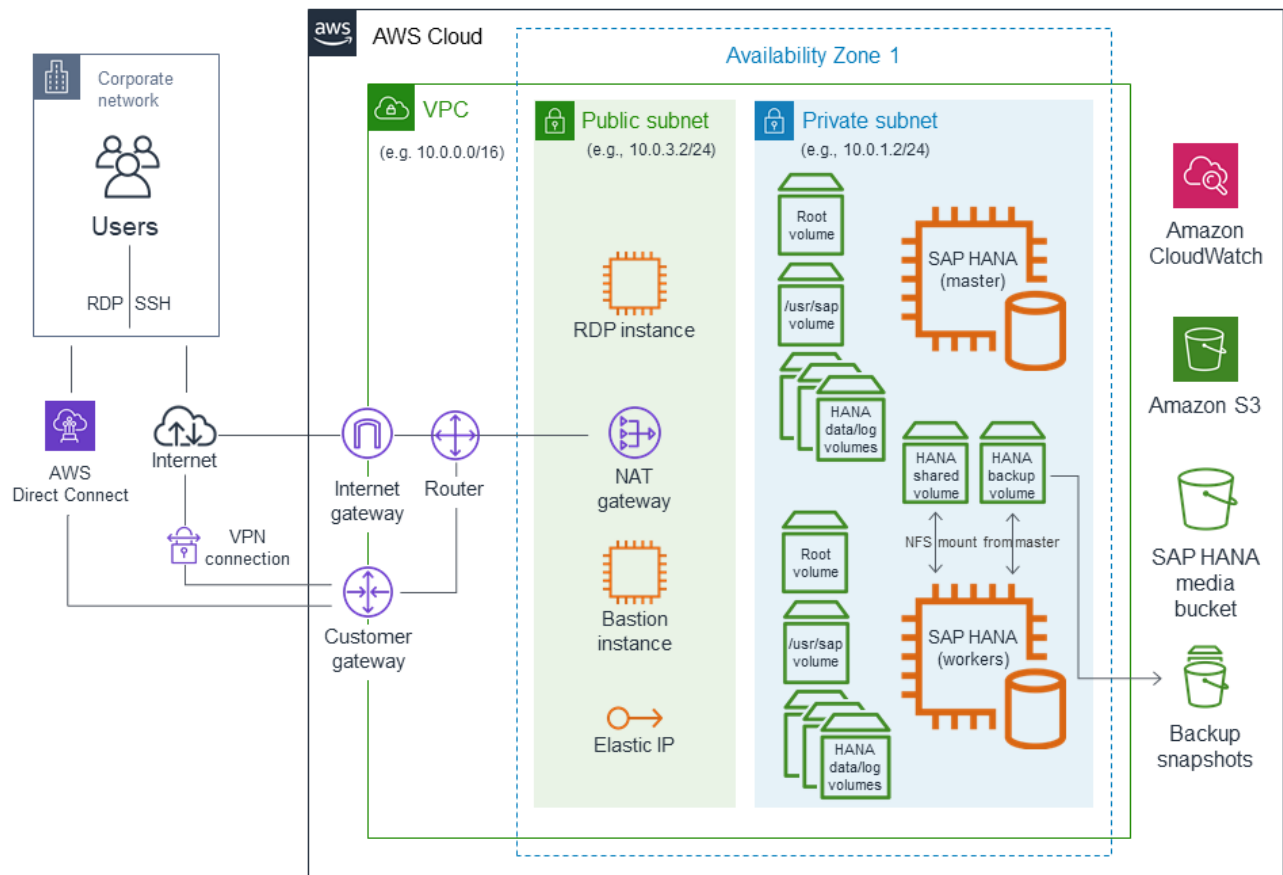 aws
AWS Cloud
Availability Zone 1
Corporate
network
Users
RDP
SSH
AWS
Direct Connect
Internet
VPN
connection
VPC
(e.g. 10.0.0.0/16)
Internet
gateway
Router
Customer
gateway
Public subnet
(e.g., 10.0.3.2/24)
RDP instance
NAT
gateway
Bastion
instance
Elastic IP
Private subnet
(e.g., 10.0.1.2/24)
Root
volume
/usr/sap
volume
HANA
data/log
volumes
SAP HANA
(master)
HANA
shared
volume
HANA
backup
volume
NFS mount from master
Root
volume
/usr/sap
volume
HANA
data/log
volumes
SAP HANA
(workers)
Amazon
CloudWatch
Amazon S3
SAP HANA
media
bucket
Backup
snapshots